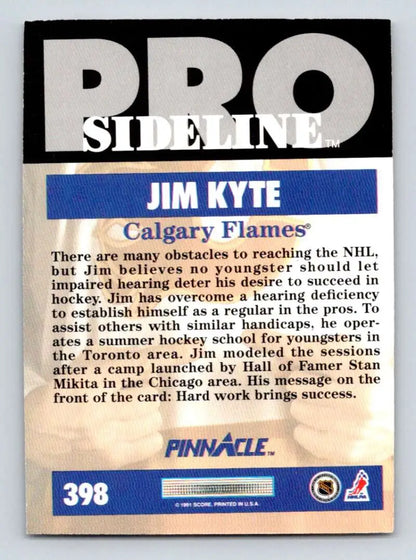 PRO
SIDELINE™
JIM KYTE
Calgary Flames®
There are many obstacles to reaching the NHL,
but Jim believes no youngster should let
impaired hearing deter his desire to succeed in
hockey. Jim has overcome a hearing deficiency
to establish himself as a regular in the pros. To
assist others with similar handicaps, he oper-
ates a summer hockey school for youngsters in
the Toronto area. Jim modeled the sessions
after a camp launched by Hall of Famer Stan
Mikita in the Chicago area. His message on the
front of the card: Hard work brings success.
PINNACLE™
398
© 1991 SCORE, PRINTED IN U.S.A.
NHL
NHLPA